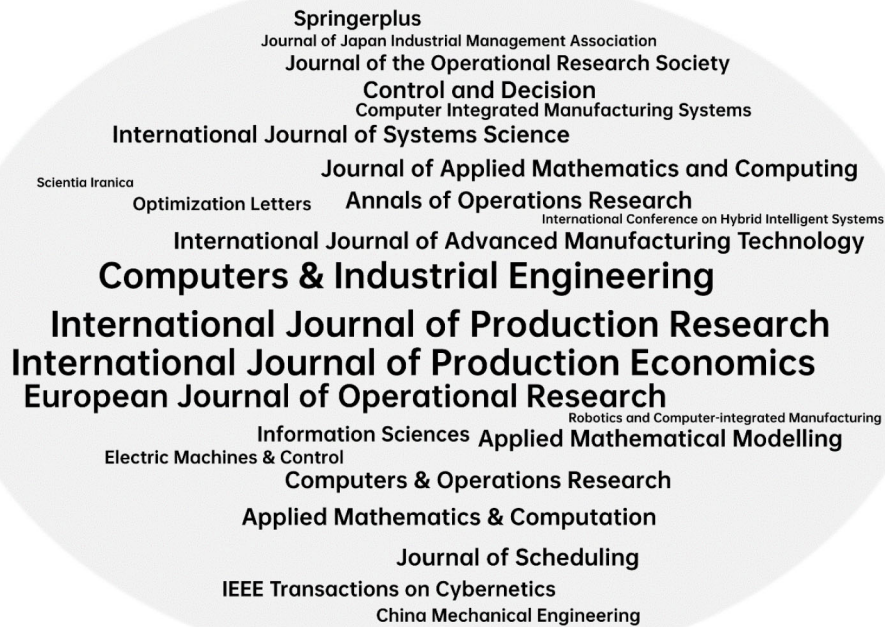 Springerplus
Journal of Japan Industrial Management Association
Journal of the Operational Research Society
Control and Decision
Computer Integrated Manufacturing Systems
International Journal of Systems Science
Journal of Applied Mathematics and Computing
Scientia Iranica
Optimization Letters
Annals of Operations Research
International Conference on Hybrid Intelligent Systems
International Journal of Advanced Manufacturing Technology
Computers & Industrial Engineering
International Journal of Production Research
International Journal of Production Economics
European Journal of Operational Research
Robotics and Computer-integrated Manufacturing
Information Sciences
Applied Mathematical Modelling
Electric Machines & Control
Computers & Operations Research
Applied Mathematics & Computation
Journal of Scheduling
IEEE Transactions on Cybernetics
China Mechanical Engineering